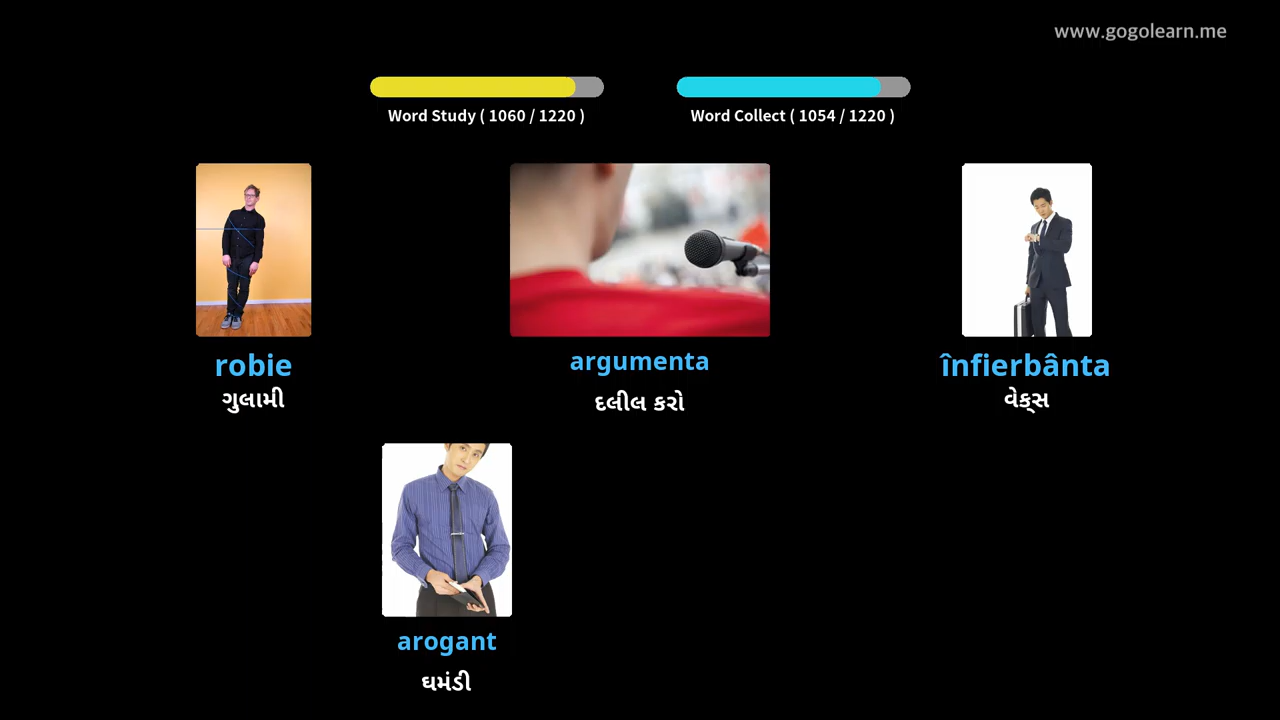 www.gogolearn.me
Word Study ( 1060 / 1220 )
Word Collect ( 1054 / 1220 )
robie
ગુલામી
argumenta
દલીલ કરો
înfierbânta
વેક્સ
arogant
ઘમંડી